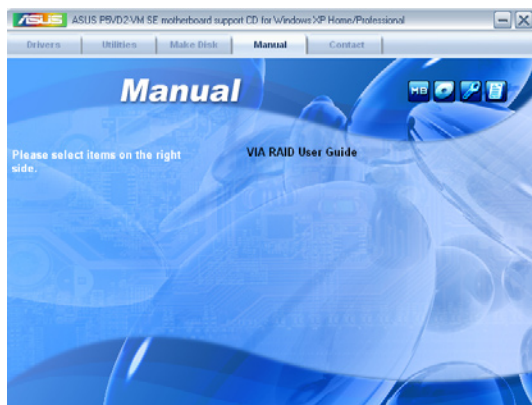 ASUS ASUS P5VD2-VM SE motherboard support CD for Windows XP Home/Professional
Drivers Utilities Make Disk Manual Contact
Manual
MB
Please select items on the right
side.
VIA RAID User Guide